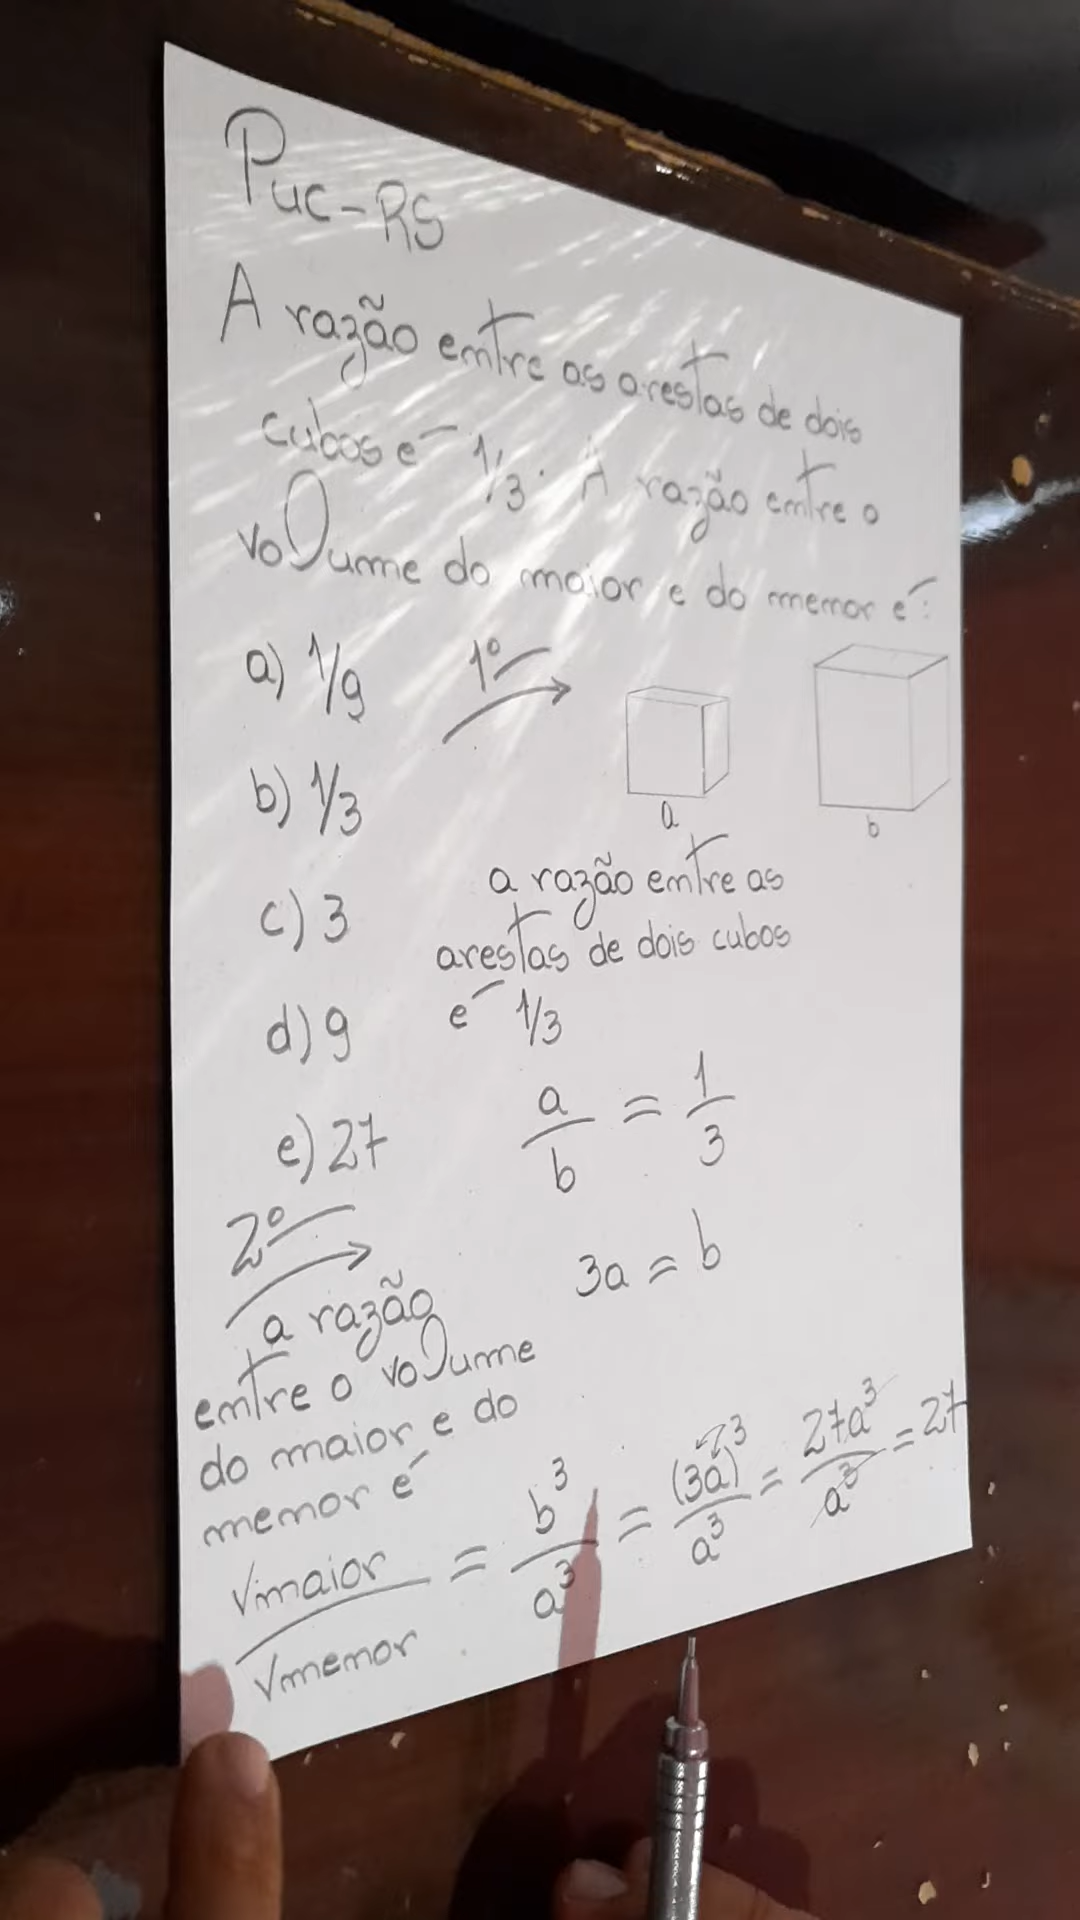 Puc-RS
A razão entre as arestas de dois
cubos é 1/3. A razão entre o
volume do maior e do menor é:
a) 1/9
1º
b) 1/3
a
b
c) 3
a razão entre as
arestas de dois cubos
d) 9
é 1/3
e) 27
a/b = 1/3
2º
3a = b
a razão
entre o volume
do maior e do
menor é
Vmaior/Vmenor = b³/a³ = (3a)³/a³ = 27a³/a³ = 27